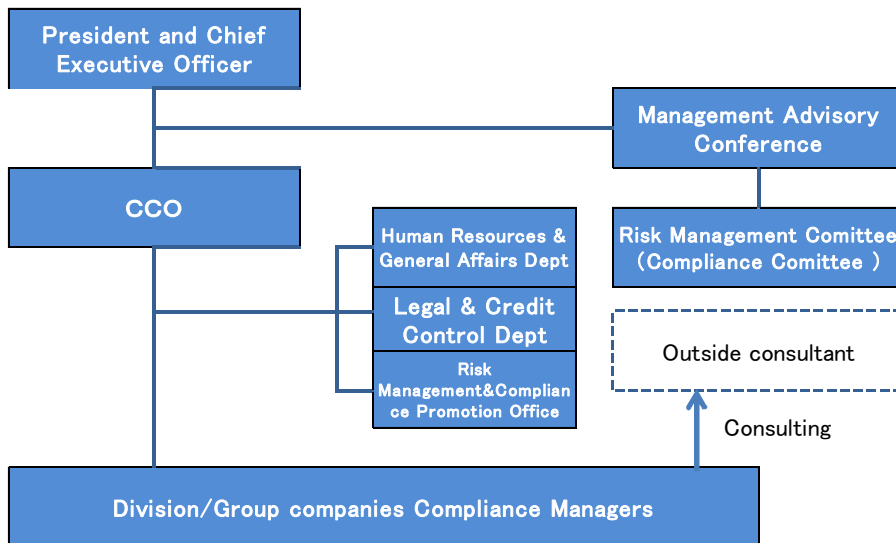 President and Chief
Executive Officer
Management Advisory
Conference
CCO
Human Resources &
General Affairs Dept
Risk Management Comittee
(Compliance Comittee )
Legal & Credit
Control Dept
Outside consultant
Risk
Management&Complian
ce Promotion Office
Consulting
Division/Group companies Compliance Managers